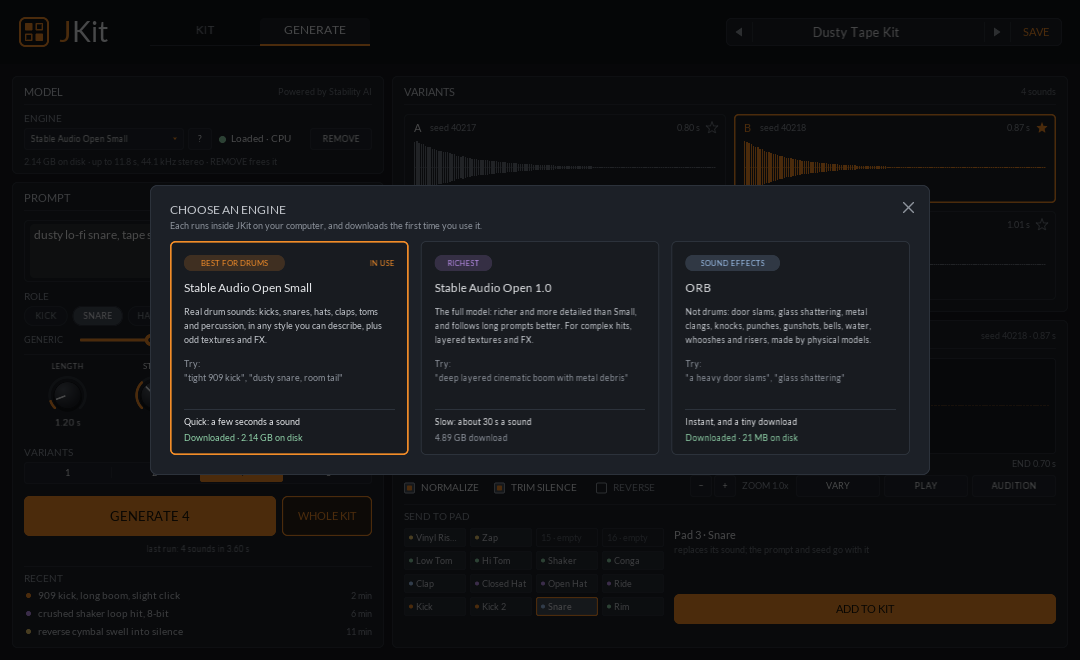 JKit
KIT
GENERATE
Dusty Tape Kit
SAVE
MODEL
Powered by Stability AI
ENGINE
Stable Audio Open Small
?
Loaded · CPU
REMOVE
2.14 GB on disk · up to 11.8 s, 44.1 kHz stereo · REMOVE frees it
PROMPT
dusty lo-fi snare, tape s
ROLE
KICK
SNARE
HA
GENERIC
LENGTH
ST
1.20 s
VARIANTS
1
GENERATE 4
WHOLE KIT
last run: 4 sounds in 3.60 s
RECENT
909 kick, long boom, slight click
2 min
crushed shaker loop hit, 8-bit
6 min
reverse cymbal swell into silence
11 min
VARIANTS
4 sounds
A
seed 40217
0.80 s
B
seed 40218
0.87 s
1.01 s
seed 40218 · 0.87 s
CHOOSE AN ENGINE
Each runs inside JKit on your computer, and downloads the first time you use it.
BEST FOR DRUMS
IN USE
Stable Audio Open Small
Real drum sounds: kicks, snares, hats, claps, toms
and percussion, in any style you can describe, plus
odd textures and FX.
Try:
"tight 909 kick", "dusty snare, room tail"
Quick: a few seconds a sound
Downloaded · 2.14 GB on disk
RICHEST
Stable Audio Open 1.0
The full model: richer and more detailed than Small,
and follows long prompts better. For complex hits,
layered textures and FX.
Try:
"deep layered cinematic boom with metal debris"
Slow: about 30 s a sound
4.89 GB download
SOUND EFFECTS
ORB
Not drums: door slams, glass shattering, metal
clangs, knocks, punches, gunshots, bells, water,
whooshes and risers, made by physical models.
Try:
"a heavy door slams", "glass shattering"
Instant, and a tiny download
Downloaded · 21 MB on disk
END 0.70 s
NORMALIZE
TRIM SILENCE
REVERSE
−
+
ZOOM 1.0x
VARY
PLAY
AUDITION
SEND TO PAD
Vinyl Ris...
Zap
15 · empty
16 · empty
Low Tom
Hi Tom
Shaker
Conga
Clap
Closed Hat
Open Hat
Ride
Kick
Kick 2
Snare
Rim
Pad 3 · Snare
replaces its sound; the prompt and seed go with it
ADD TO KIT